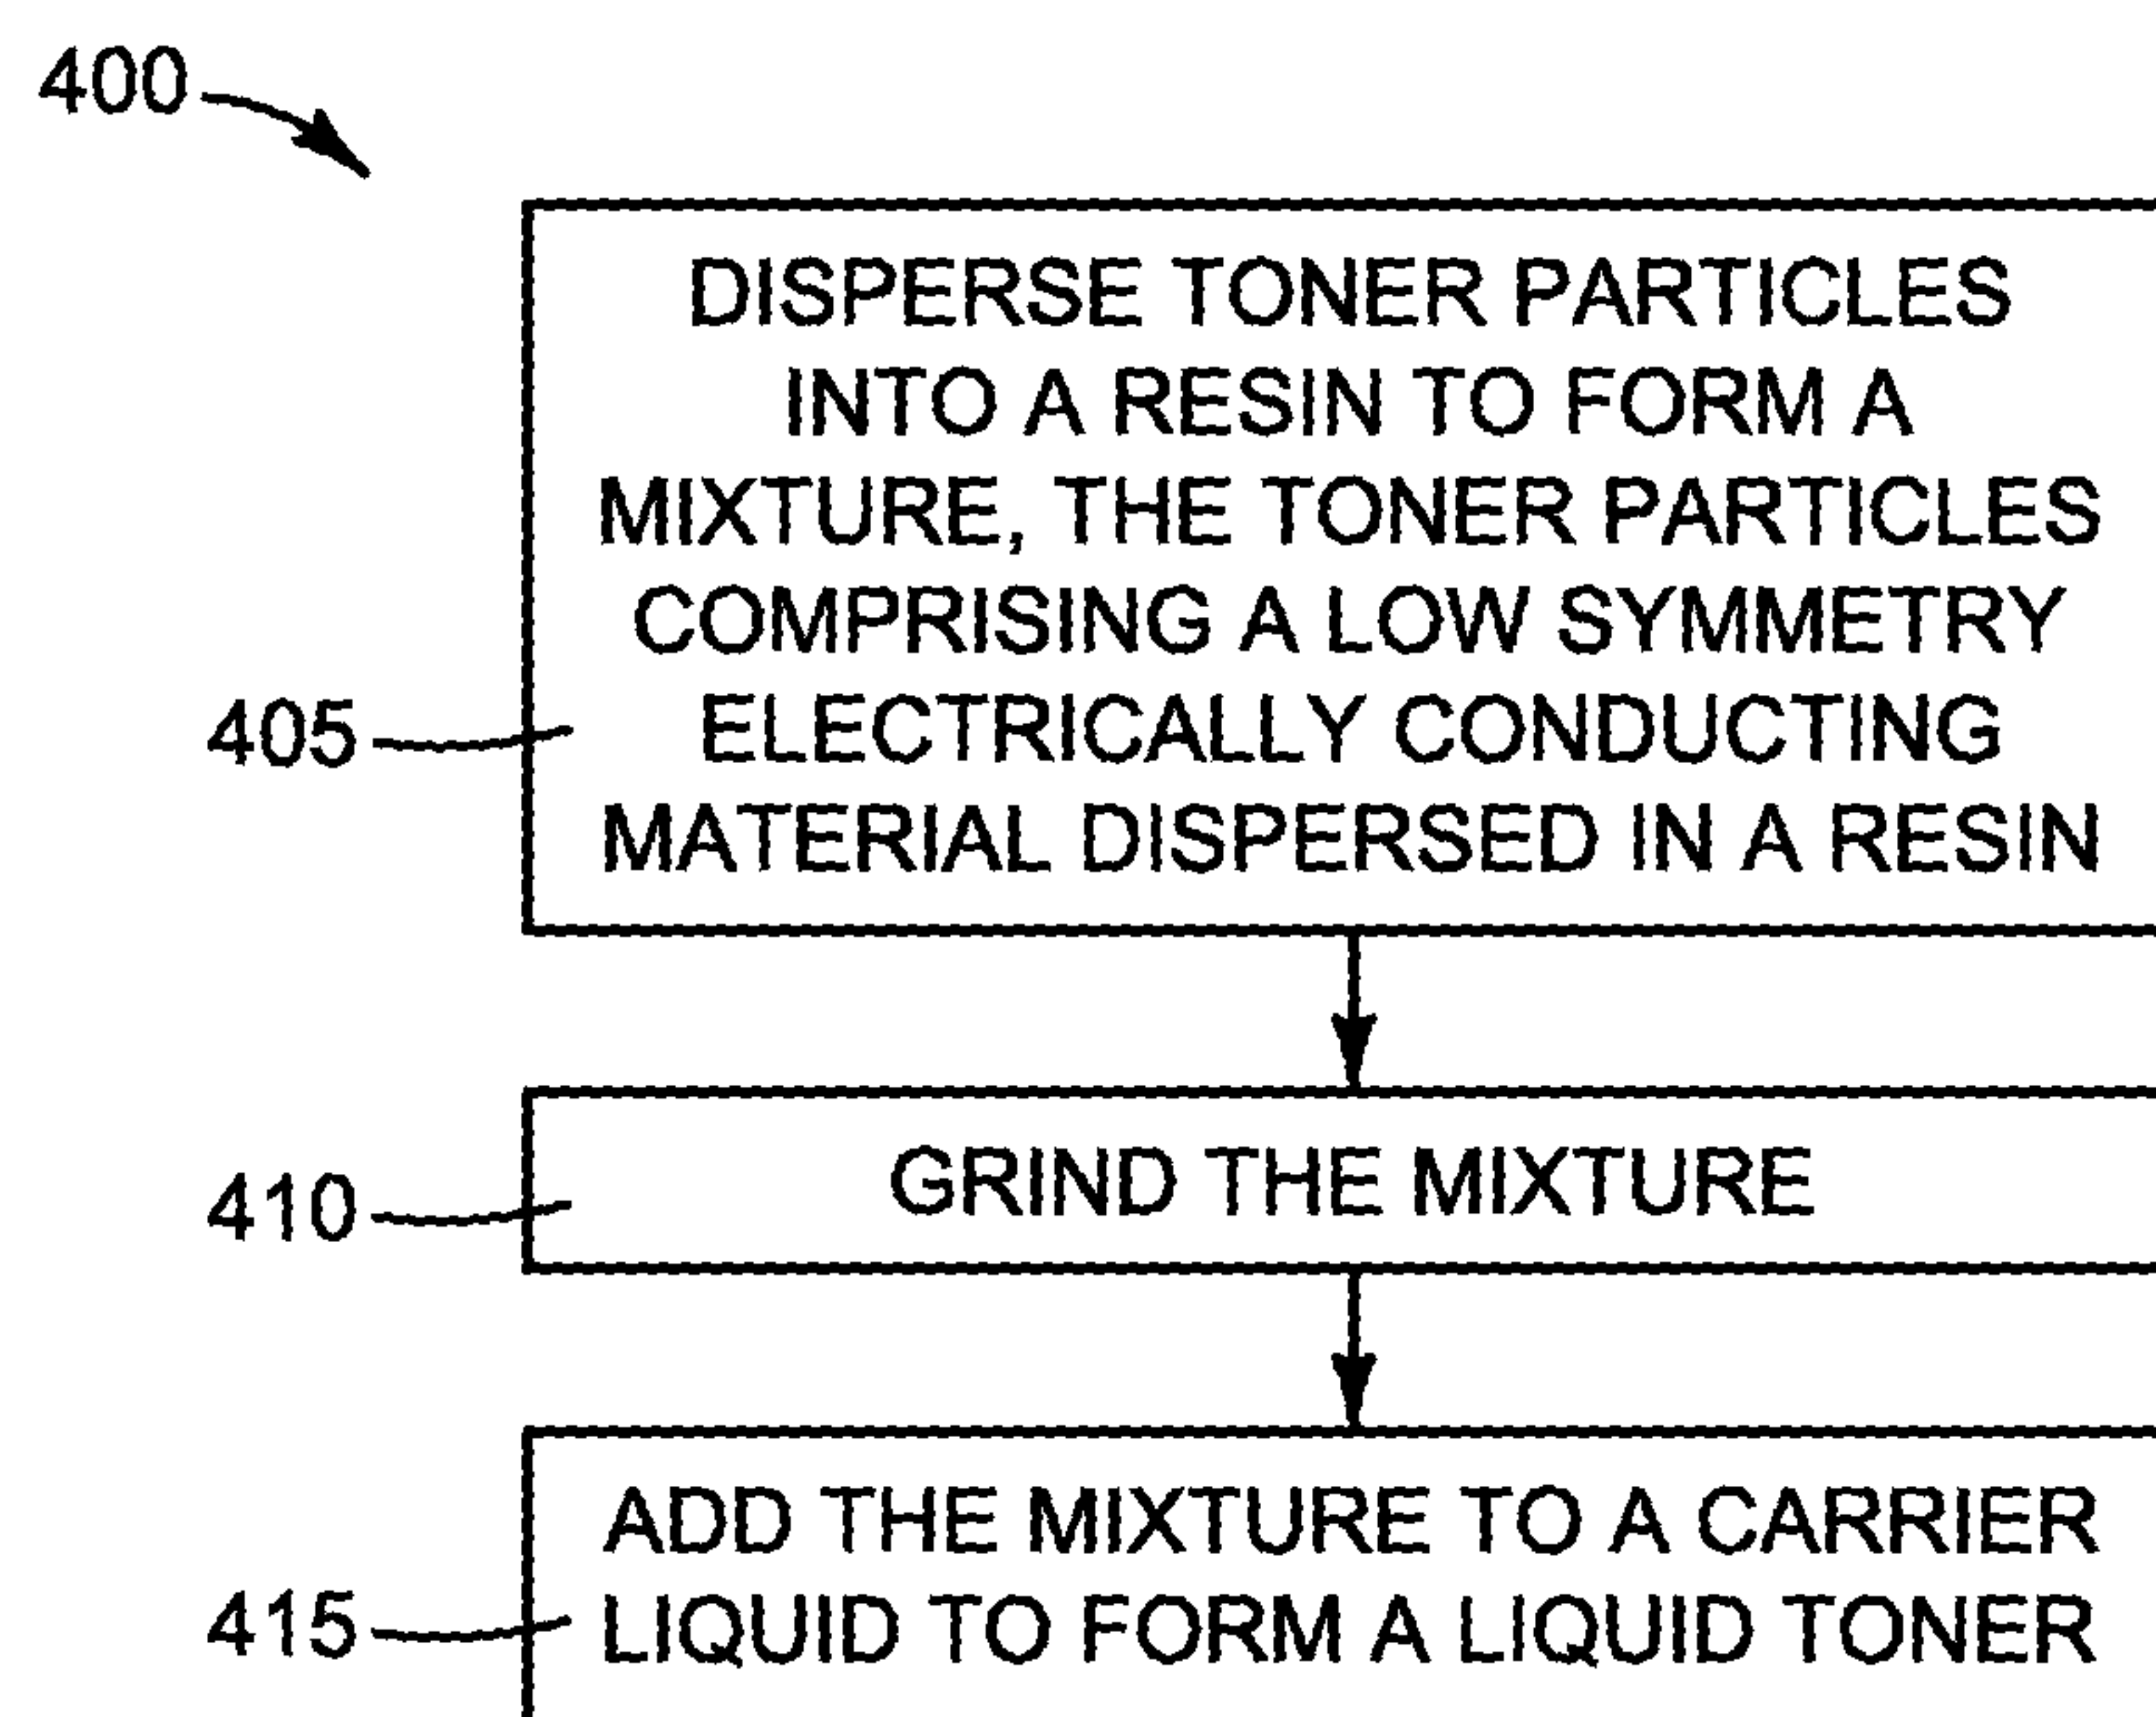 400
DISPERSE TONER PARTICLES
INTO A RESIN TO FORM A
MIXTURE, THE TONER PARTICLES
COMPRISING A LOW SYMMETRY
ELECTRICALLY CONDUCTING
MATERIAL DISPERSED IN A RESIN
405
GRIND THE MIXTURE
410
ADD THE MIXTURE TO A CARRIER
LIQUID TO FORM A LIQUID TONER
415